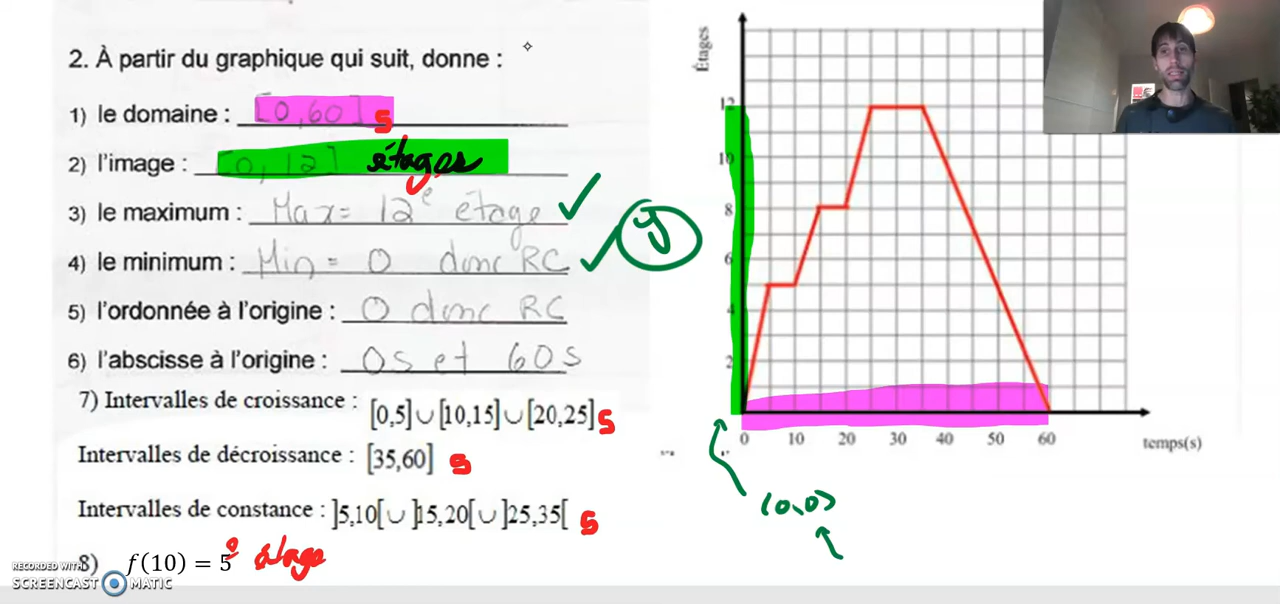 2. À partir du graphique qui suit, donne :
1) le domaine : [0,60] s
2) l'image : [0,12] étages
3) le maximum : Max = 12e étage
4) le minimum : Min = 0 donc RC
5) l'ordonnée à l'origine : 0 donc RC
6) l'abscisse à l'origine : 0s et 60s
7) Intervalles de croissance : [0,5]∪[10,15]∪[20,25] s
Intervalles de décroissance : [35,60] s
Intervalles de constance : ]5,10[∪]15,20[∪]25,35[ s
8) f(10) = 5e étage
y
Étages
12
10
8
6
4
2
0 10 20 30 40 50 60 temps(s)
(0,0)
RECORDED WITH
SCREENCAST MATIC